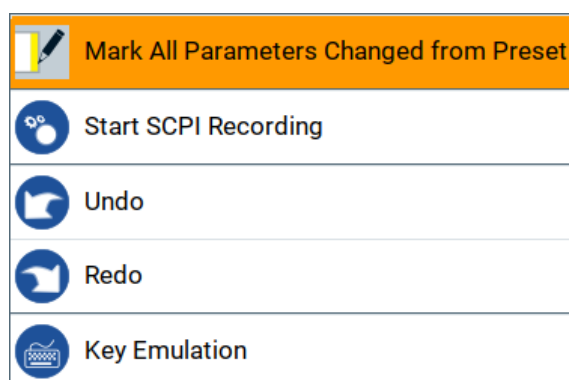 Mark All Parameters Changed from Preset
Start SCPI Recording
Undo
Redo
Key Emulation